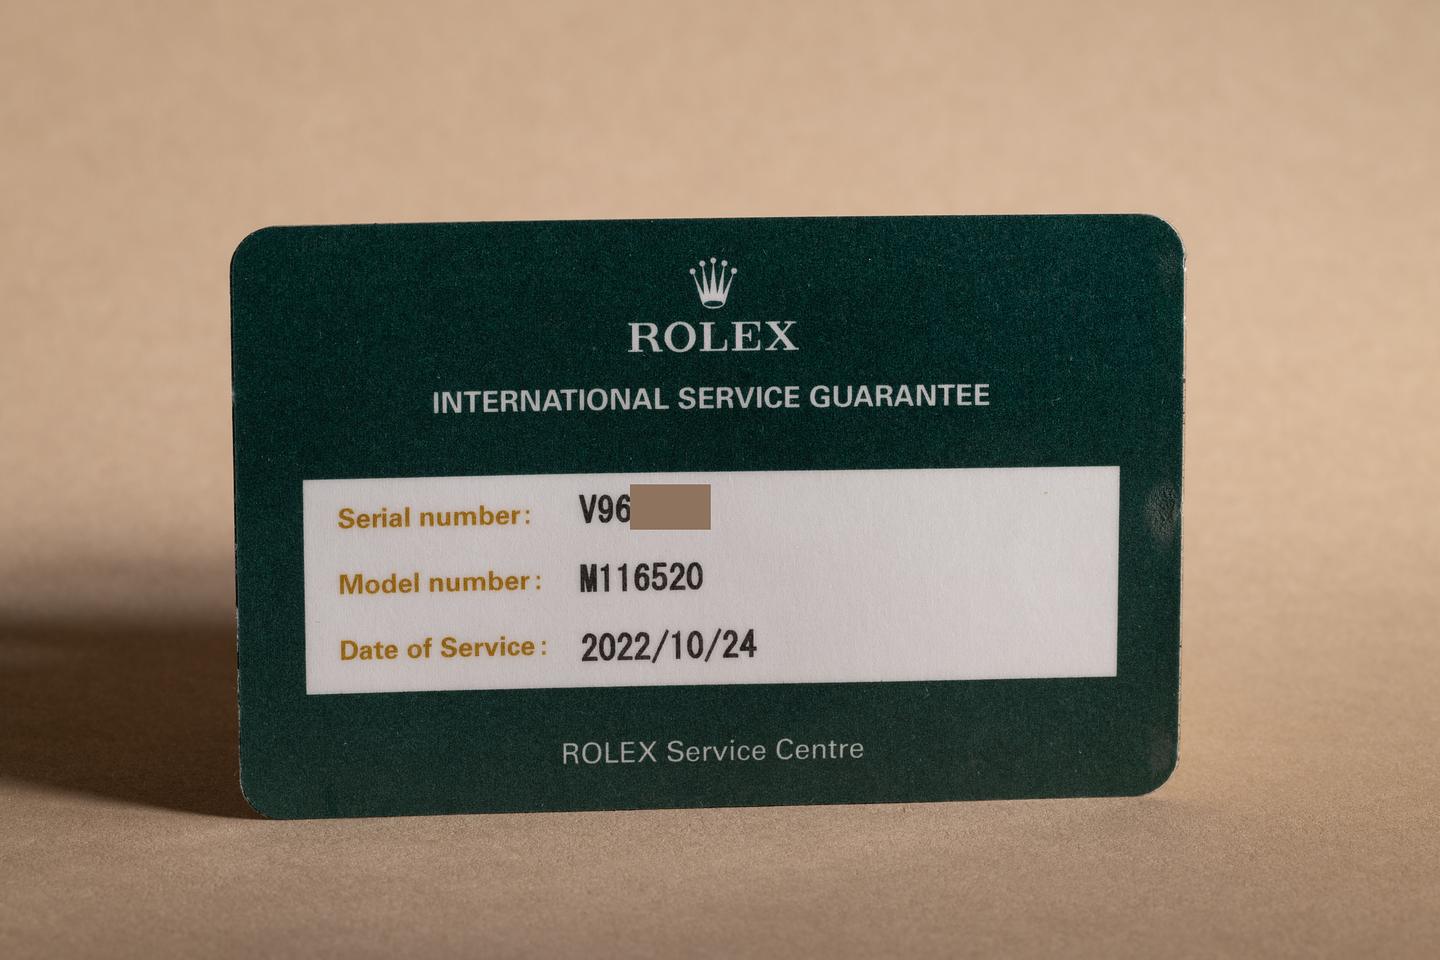 ROLEX
INTERNATIONAL SERVICE GUARANTEE
Serial number: V96
Model number: M116520
Date of Service: 2022/10/24
ROLEX Service Centre